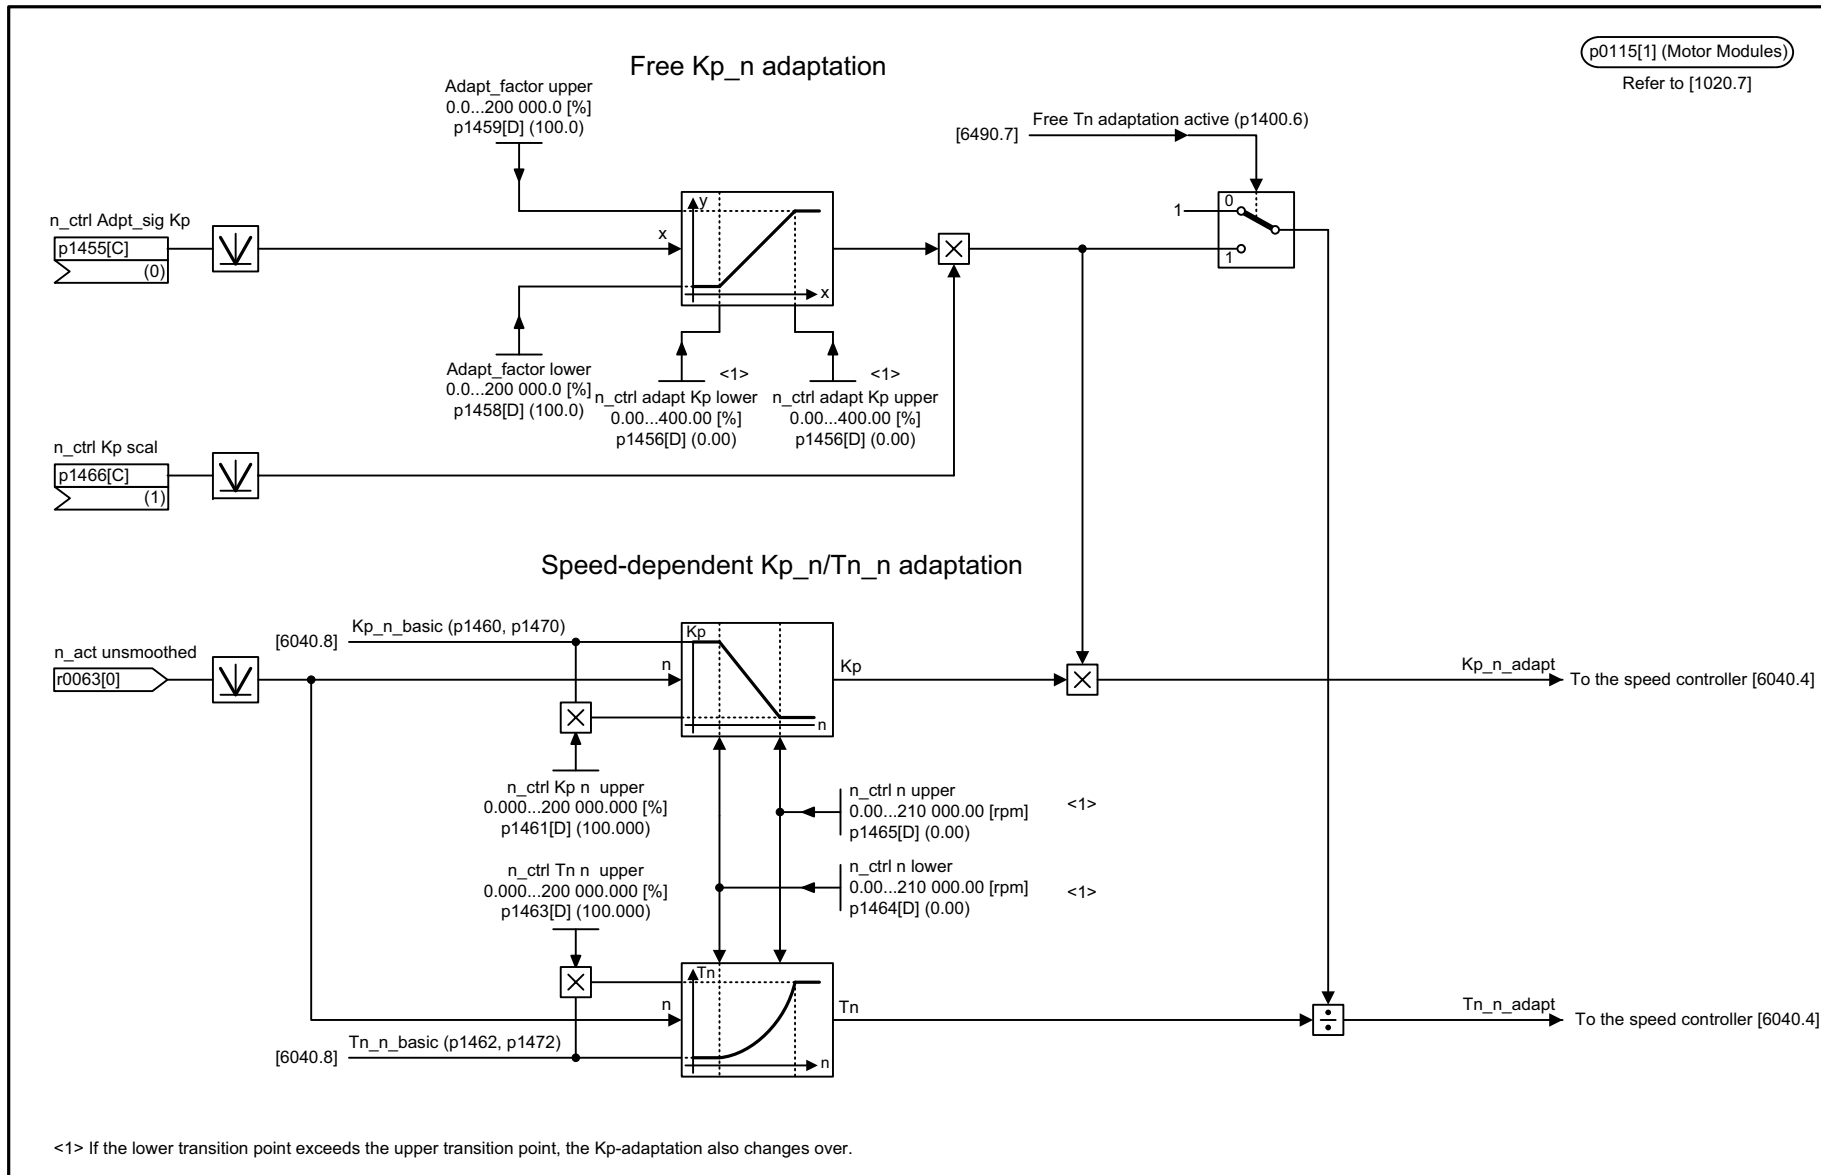 p0115[1] (Motor Modules)
Refer to [1020.7]
Free Kp_n adaptation
Adapt_factor upper
0.0...200 000.0 [%]
p1459[D] (100.0)
Free Tn adaptation active (p1400.6)
[6490.7]
n_ctrl Adpt_sig Kp
p1455[C]
(0)
x
y
x
1
0
1
Adapt_factor lower
0.0...200 000.0 [%]
p1458[D] (100.0)
<1>
n_ctrl adapt Kp lower
0.00...400.00 [%]
p1456[D] (0.00)
<1>
n_ctrl adapt Kp upper
0.00...400.00 [%]
p1456[D] (0.00)
n_ctrl Kp scal
p1466[C]
(1)
Speed-dependent Kp_n/Tn_n adaptation
[6040.8]
Kp_n_basic (p1460, p1470)
n_act unsmoothed
r0063[0]
n
Kp
n
Kp
Kp_n_adapt
To the speed controller [6040.4]
n_ctrl Kp n upper
0.000...200 000.000 [%]
p1461[D] (100.000)
n_ctrl n upper
0.00...210 000.00 [rpm]
p1465[D] (0.00)
<1>
n_ctrl Tn n upper
0.000...200 000.000 [%]
p1463[D] (100.000)
n_ctrl n lower
0.00...210 000.00 [rpm]
p1464[D] (0.00)
<1>
n
Tn
n
Tn
Tn_n_adapt
To the speed controller [6040.4]
[6040.8]
Tn_n_basic (p1462, p1472)
<1> If the lower transition point exceeds the upper transition point, the Kp-adaptation also changes over.